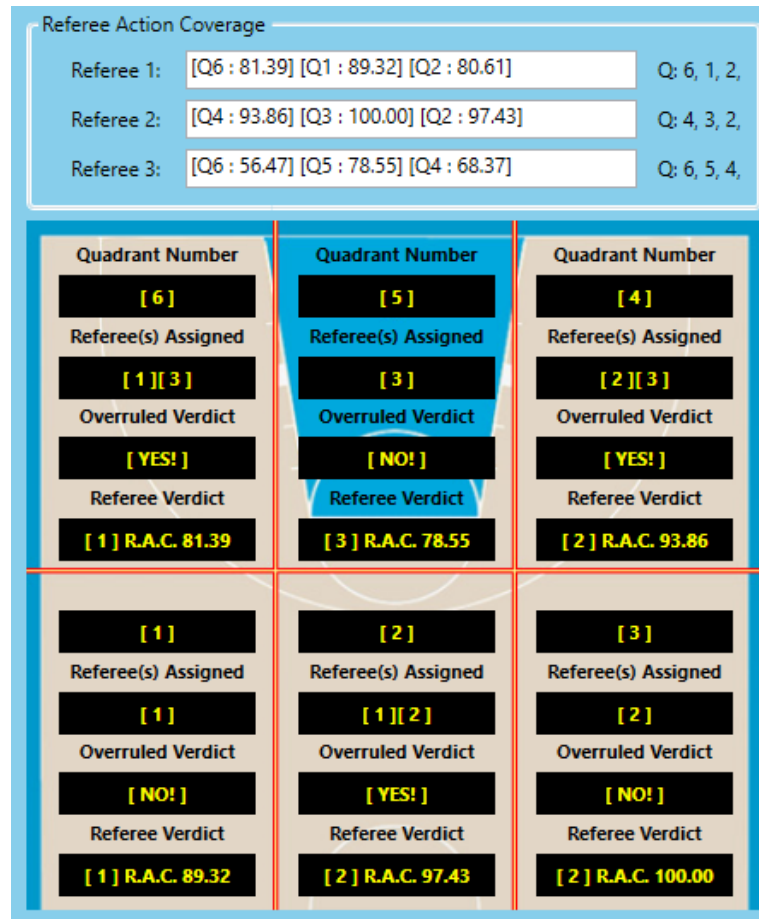 Referee Action Coverage
Referee 1: [Q6 : 81.39] [Q1 : 89.32] [Q2 : 80.61] Q: 6, 1, 2,
Referee 2: [Q4 : 93.86] [Q3 : 100.00] [Q2 : 97.43] Q: 4, 3, 2,
Referee 3: [Q6 : 56.47] [Q5 : 78.55] [Q4 : 68.37] Q: 6, 5, 4,
Quadrant Number Quadrant Number Quadrant Number
[ 6 ] [ 5 ] [ 4 ]
Referee(s) Assigned Referee(s) Assigned Referee(s) Assigned
[ 1 ][ 3 ] [ 3 ] [ 2 ][ 3 ]
Overruled Verdict Overruled Verdict Overruled Verdict
[ YES! ] [ NO! ] [ YES! ]
Referee Verdict Referee Verdict Referee Verdict
[ 1 ] R.A.C. 81.39 [ 3 ] R.A.C. 78.55 [ 2 ] R.A.C. 93.86
[ 1 ] [ 2 ] [ 3 ]
Referee(s) Assigned Referee(s) Assigned Referee(s) Assigned
[ 1 ] [ 1 ][ 2 ] [ 2 ]
Overruled Verdict Overruled Verdict Overruled Verdict
[ NO! ] [ YES! ] [ NO! ]
Referee Verdict Referee Verdict Referee Verdict
[ 1 ] R.A.C. 89.32 [ 2 ] R.A.C. 97.43 [ 2 ] R.A.C. 100.00